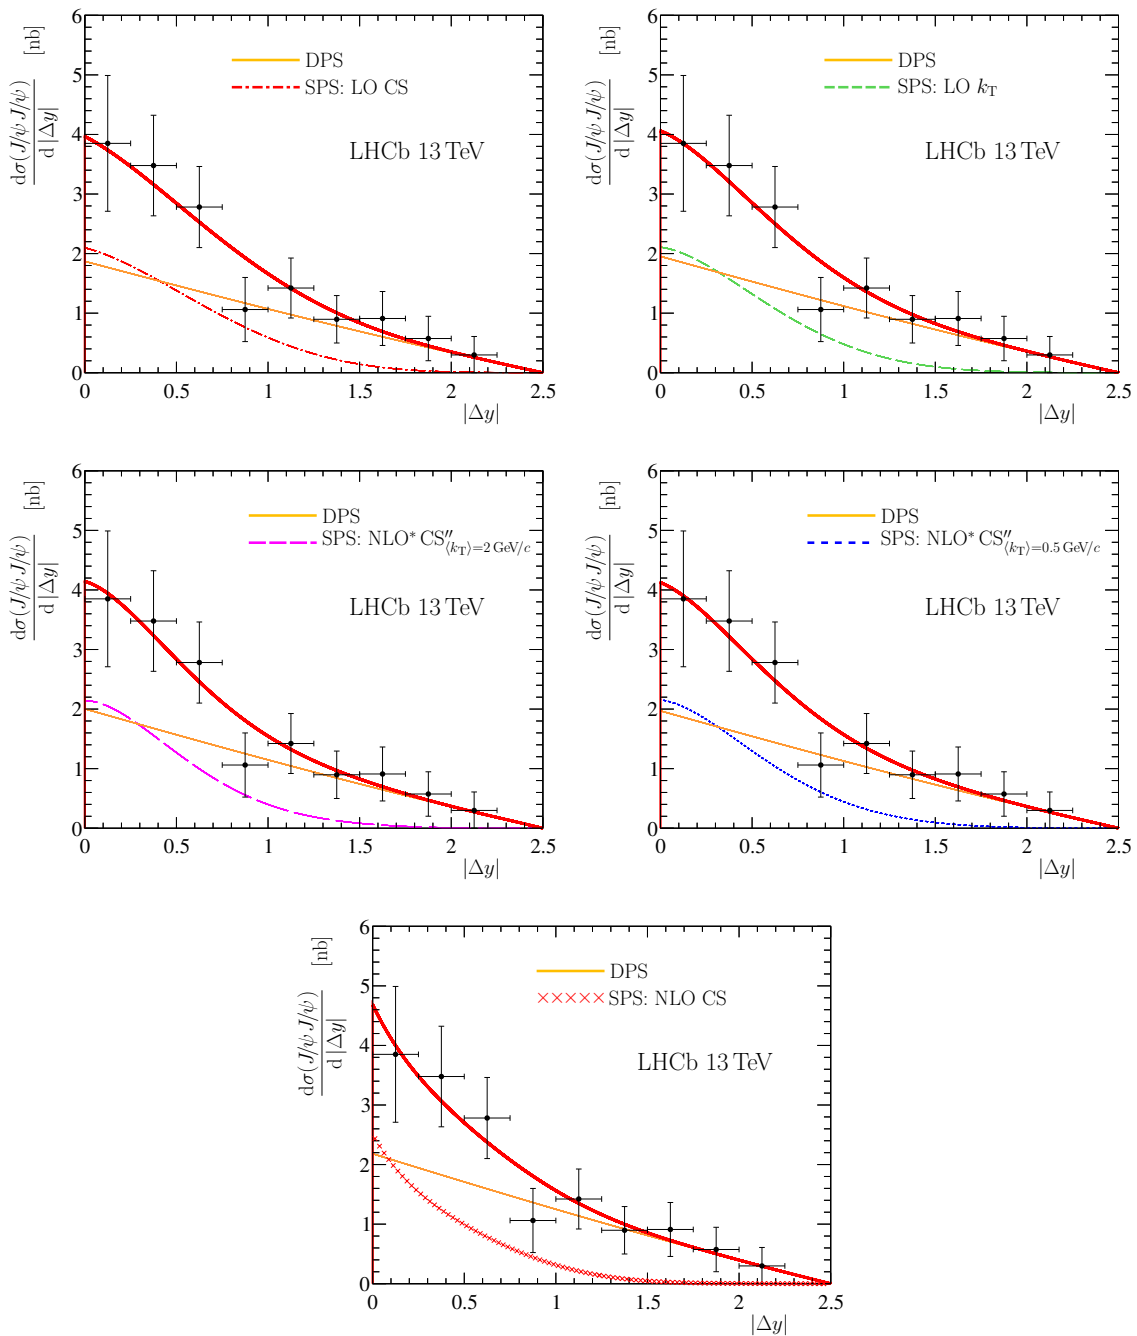 dσ(J/ψ J/ψ)
d |Δy|
[nb]
6
5
4
3
2
1
0
DPS
SPS: LO CS
LHCb 13 TeV
0 0.5 1 1.5 2 2.5
|Δy|
dσ(J/ψ J/ψ)
d |Δy|
[nb]
6
5
4
3
2
1
0
DPS
SPS: LO kT
LHCb 13 TeV
0 0.5 1 1.5 2 2.5
|Δy|
dσ(J/ψ J/ψ)
d |Δy|
[nb]
6
5
4
3
2
1
0
DPS
SPS: NLO* CS″⟨kT⟩=2 GeV/c
LHCb 13 TeV
0 0.5 1 1.5 2 2.5
|Δy|
dσ(J/ψ J/ψ)
d |Δy|
[nb]
6
5
4
3
2
1
0
DPS
SPS: NLO* CS″⟨kT⟩=0.5 GeV/c
LHCb 13 TeV
0 0.5 1 1.5 2 2.5
|Δy|
dσ(J/ψ J/ψ)
d |Δy|
[nb]
6
5
4
3
2
1
0
DPS
SPS: NLO CS
LHCb 13 TeV
0 0.5 1 1.5 2 2.5
|Δy|